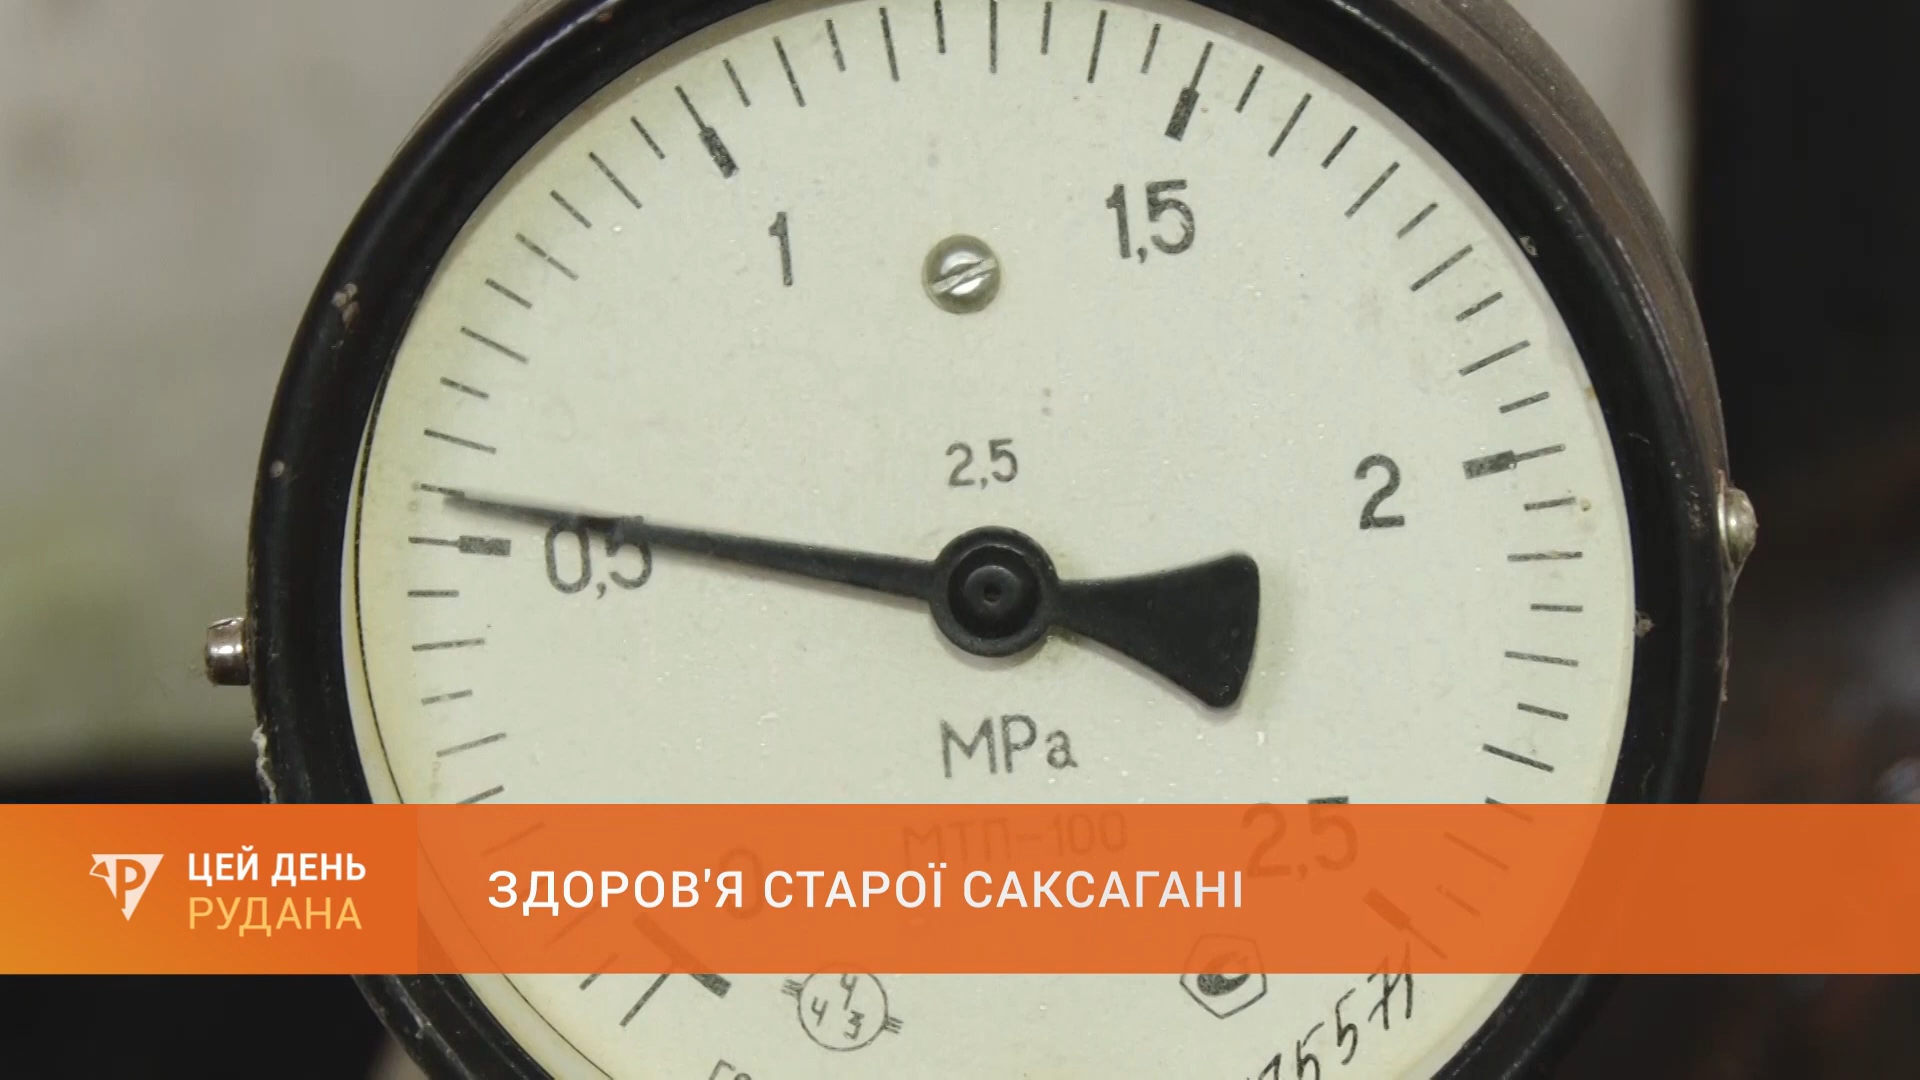 1
1,5
2,5
2
0,5
MPa
МТП-100
2,5
0
ЦЕЙ ДЕНЬ
РУДАНА
ЗДОРОВ'Я СТАРОЇ САКСАГАНІ
Ч
Ч З